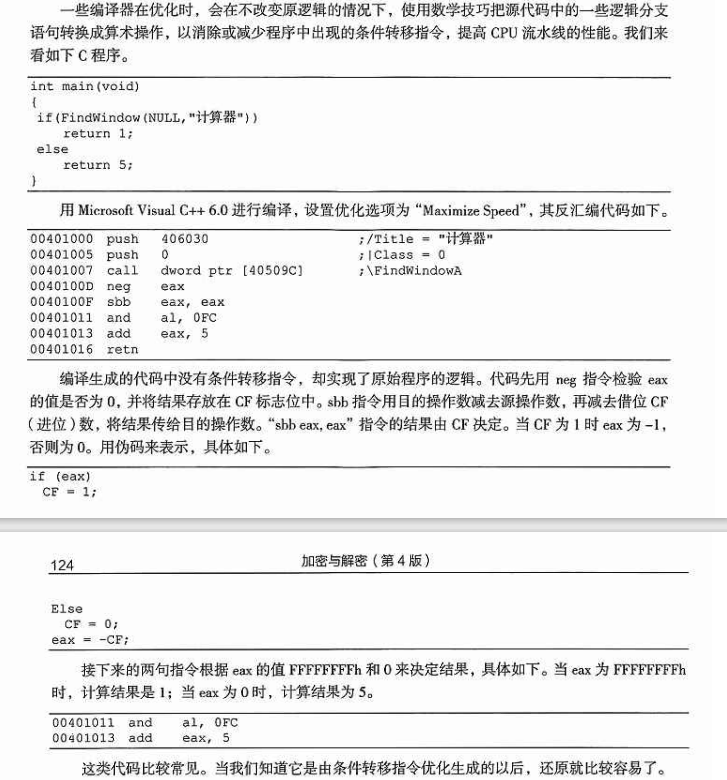 一些编译器在优化时，会在不改变原逻辑的情况下，使用数学技巧把源代码中的一些逻辑分支
语句转换成算术操作，以消除或减少程序中出现的条件转移指令，提高 CPU 流水线的性能。我们来
看如下 C 程序。
int main(void)
{
if(FindWindow(NULL,"计算器"))
return 1;
else
return 5;
}
用 Microsoft Visual C++ 6.0 进行编译，设置优化选项为“Maximize Speed”，其反汇编代码如下。
00401000 push 406030 ;/Title = "计算器"
00401005 push 0 ;|Class = 0
00401007 call dword ptr [40509C] ;\FindWindowA
0040100D neg eax
0040100F sbb eax, eax
00401011 and al, 0FC
00401013 add eax, 5
00401016 retn
编译生成的代码中没有条件转移指令，却实现了原始程序的逻辑。代码先用 neg 指令检验 eax
的值是否为 0，并将结果存放在 CF 标志位中。sbb 指令用目的操作数减去源操作数，再减去借位 CF
（进位）数，将结果传给目的操作数。“sbb eax, eax”指令的结果由 CF 决定。当 CF 为 1 时 eax 为 –1，
否则为 0。用伪码来表示，具体如下。
if (eax)
CF = 1;
124 加密与解密（第 4 版）
Else
CF = 0;
eax = -CF;
接下来的两句指令根据 eax 的值 FFFFFFFFh 和 0 来决定结果，具体如下。当 eax 为 FFFFFFFFh
时，计算结果是 1；当 eax 为 0 时，计算结果为 5。
00401011 and al, 0FC
00401013 add eax, 5
这类代码比较常见。当我们知道它是由条件转移指令优化生成的以后，还原就比较容易了。